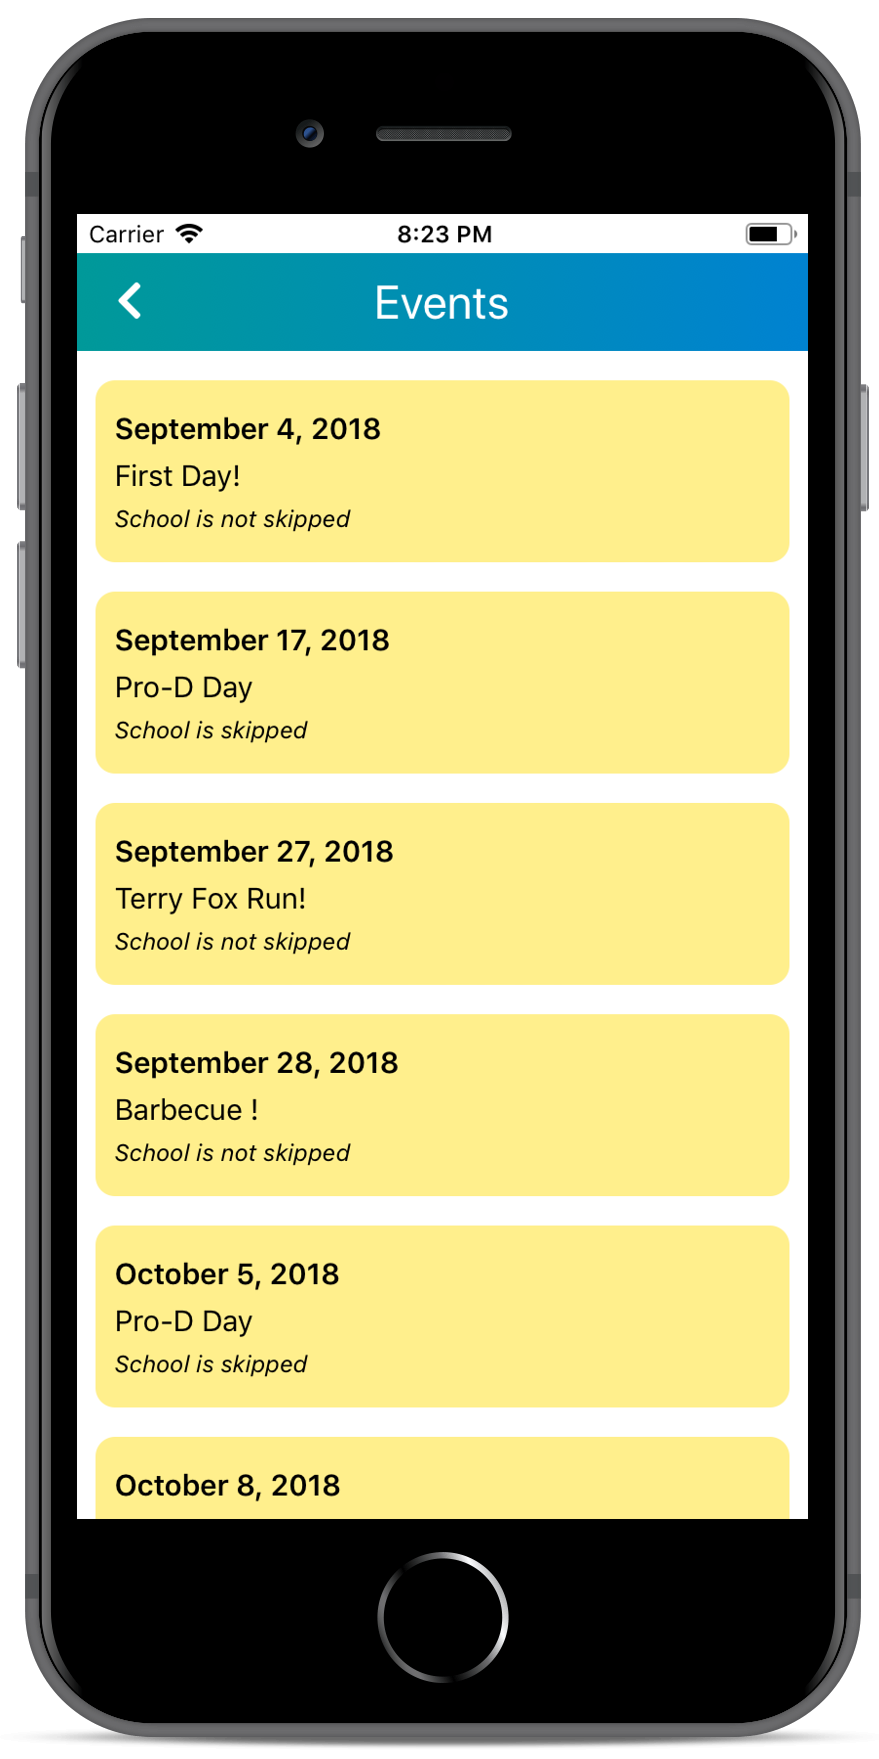 Carrier 8:23 PM
Events
September 4, 2018
First Day!
School is not skipped
September 17, 2018
Pro-D Day
School is skipped
September 27, 2018
Terry Fox Run!
School is not skipped
September 28, 2018
Barbecue !
School is not skipped
October 5, 2018
Pro-D Day
School is skipped
October 8, 2018